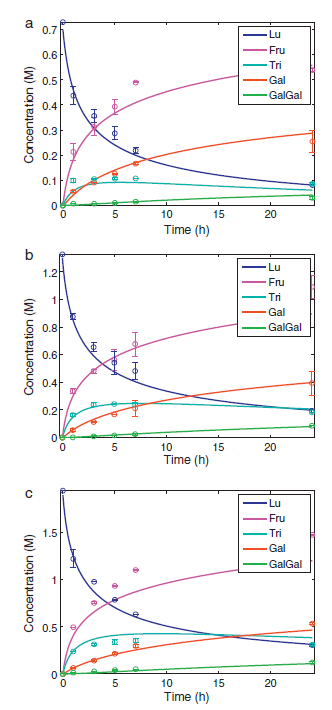 a
0.7
0.6
0.5
0.4
0.3
0.2
0.1
0
Concentration (M)
Lu
Fru
Tri
Gal
GalGal
0 5 10 15 20
Time (h)
b
1.2
1
0.8
0.6
0.4
0.2
0
Concentration (M)
Lu
Fru
Tri
Gal
GalGal
0 5 10 15 20
Time (h)
c
1.5
1
0.5
0
Concentration (M)
Lu
Fru
Tri
Gal
GalGal
0 5 10 15 20
Time (h)